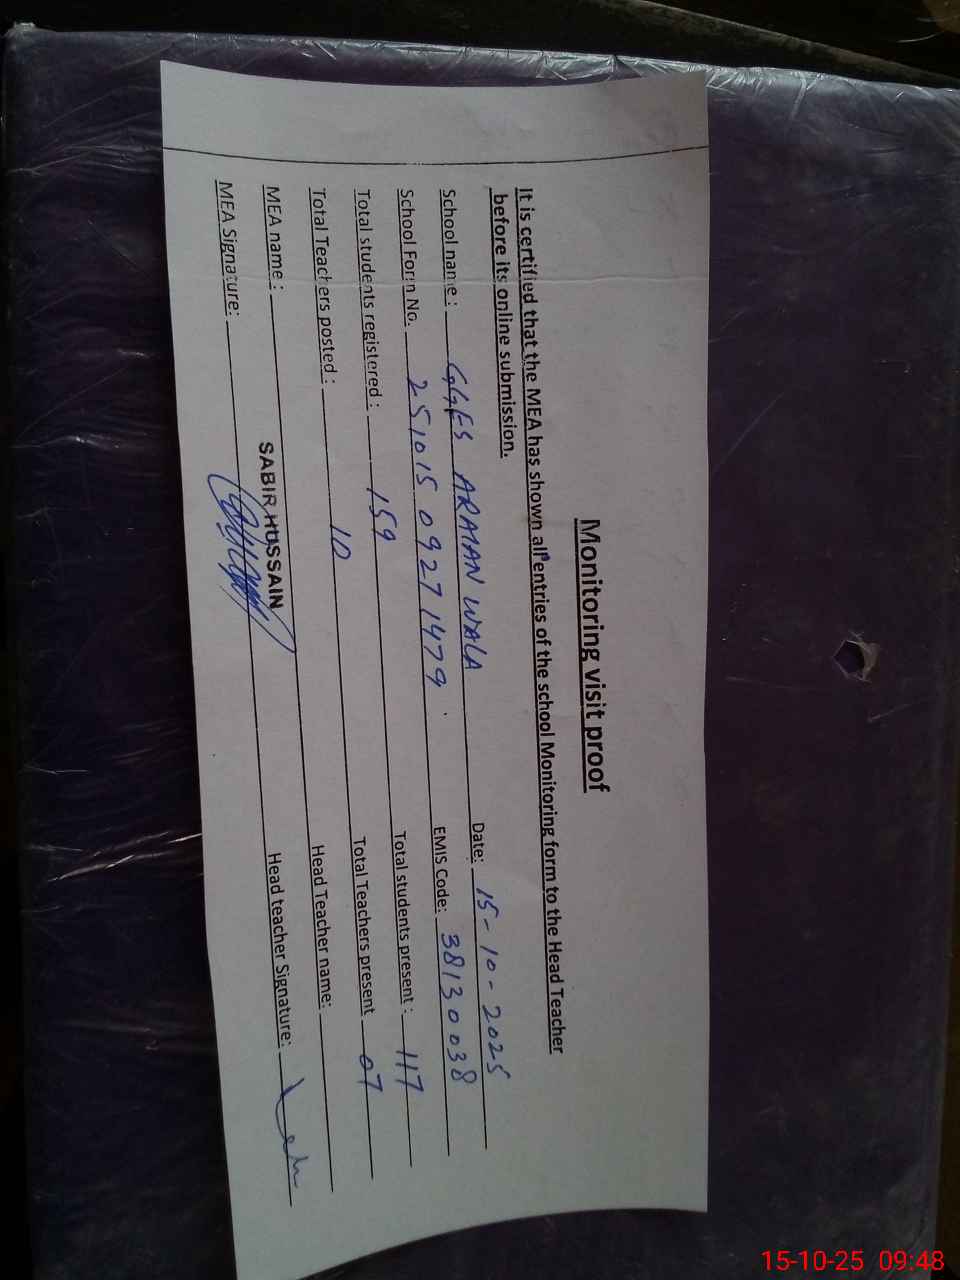 Monitoring visit proof
It is certified that the MEA has shown all entries of the school Monitoring form to the Head Teacher
before its online submission.
School name : GGES ARAIAN WALA Date: 15-10-2025
School Form No. 251015 0927 1479 EMIS Code: 38130038
Total students registered : 159 Total students present : 117
Total Teachers posted : 10 Total Teachers present 07
MEA name : SABIR HUSSAIN Head Teacher name:
MEA Signature: Head teacher Signature:
15-10-25 09:48